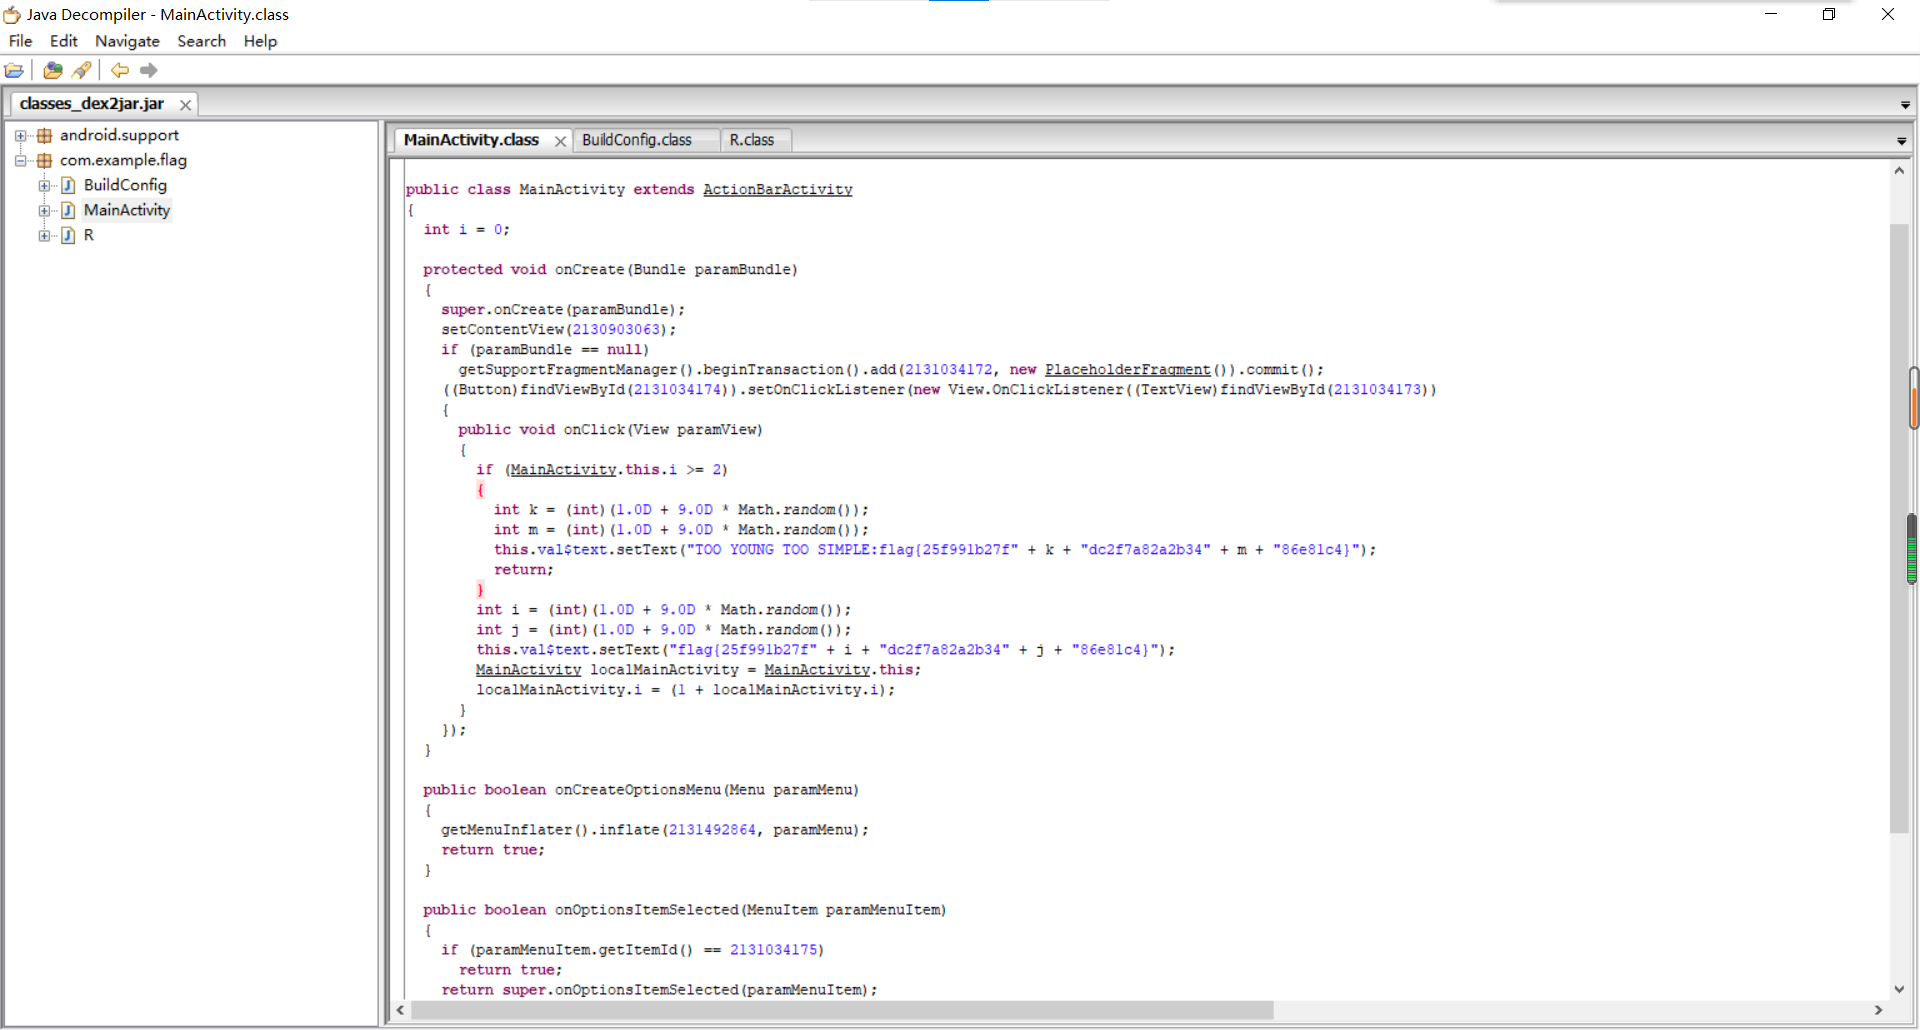 Java Decompiler - MainActivity.class
File Edit Navigate Search Help
classes_dex2jar.jar
android.support
com.example.flag
BuildConfig
MainActivity
R
MainActivity.class BuildConfig.class R.class
public class MainActivity extends ActionBarActivity
{
int i = 0;
protected void onCreate(Bundle paramBundle)
{
super.onCreate(paramBundle);
setContentView(2130903063);
if (paramBundle == null)
getSupportFragmentManager().beginTransaction().add(2131034172, new PlaceholderFragment()).commit();
((Button)findViewById(2131034174)).setOnClickListener(new View.OnClickListener((TextView)findViewById(2131034173))
{
public void onClick(View paramView)
{
if (MainActivity.this.i >= 2)
{
int k = (int)(1.0D + 9.0D * Math.random());
int m = (int)(1.0D + 9.0D * Math.random());
this.val$text.setText("TOO YOUNG TOO SIMPLE:flag{25f991b27f" + k + "dc2f7a82a2b34" + m + "86e81c4}");
return;
}
int i = (int)(1.0D + 9.0D * Math.random());
int j = (int)(1.0D + 9.0D * Math.random());
this.val$text.setText("flag{25f991b27f" + i + "dc2f7a82a2b34" + j + "86e81c4}");
MainActivity localMainActivity = MainActivity.this;
localMainActivity.i = (1 + localMainActivity.i);
}
});
}
public boolean onCreateOptionsMenu(Menu paramMenu)
{
getMenuInflater().inflate(2131492864, paramMenu);
return true;
}
public boolean onOptionsItemSelected(MenuItem paramMenuItem)
{
if (paramMenuItem.getItemId() == 2131034175)
return true;
return super.onOptionsItemSelected(paramMenuItem);